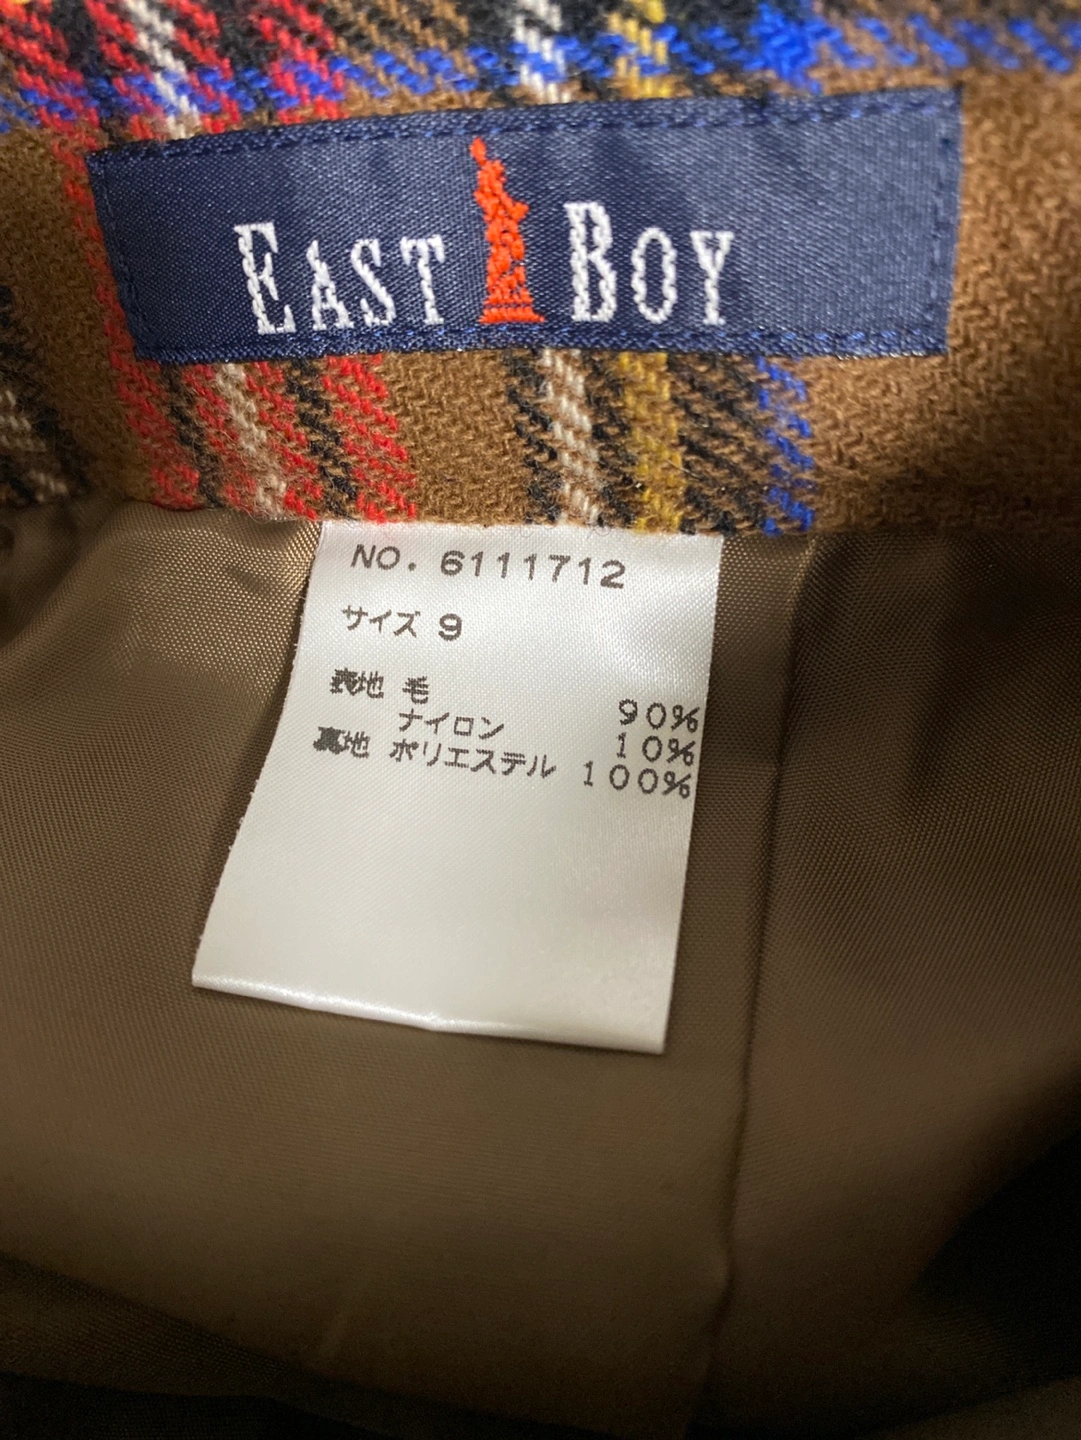 EAST BOY
NO. 6111712
サイズ 9
表地 毛 90%
ナイロン 10%
裏地 ポリエステル 100%